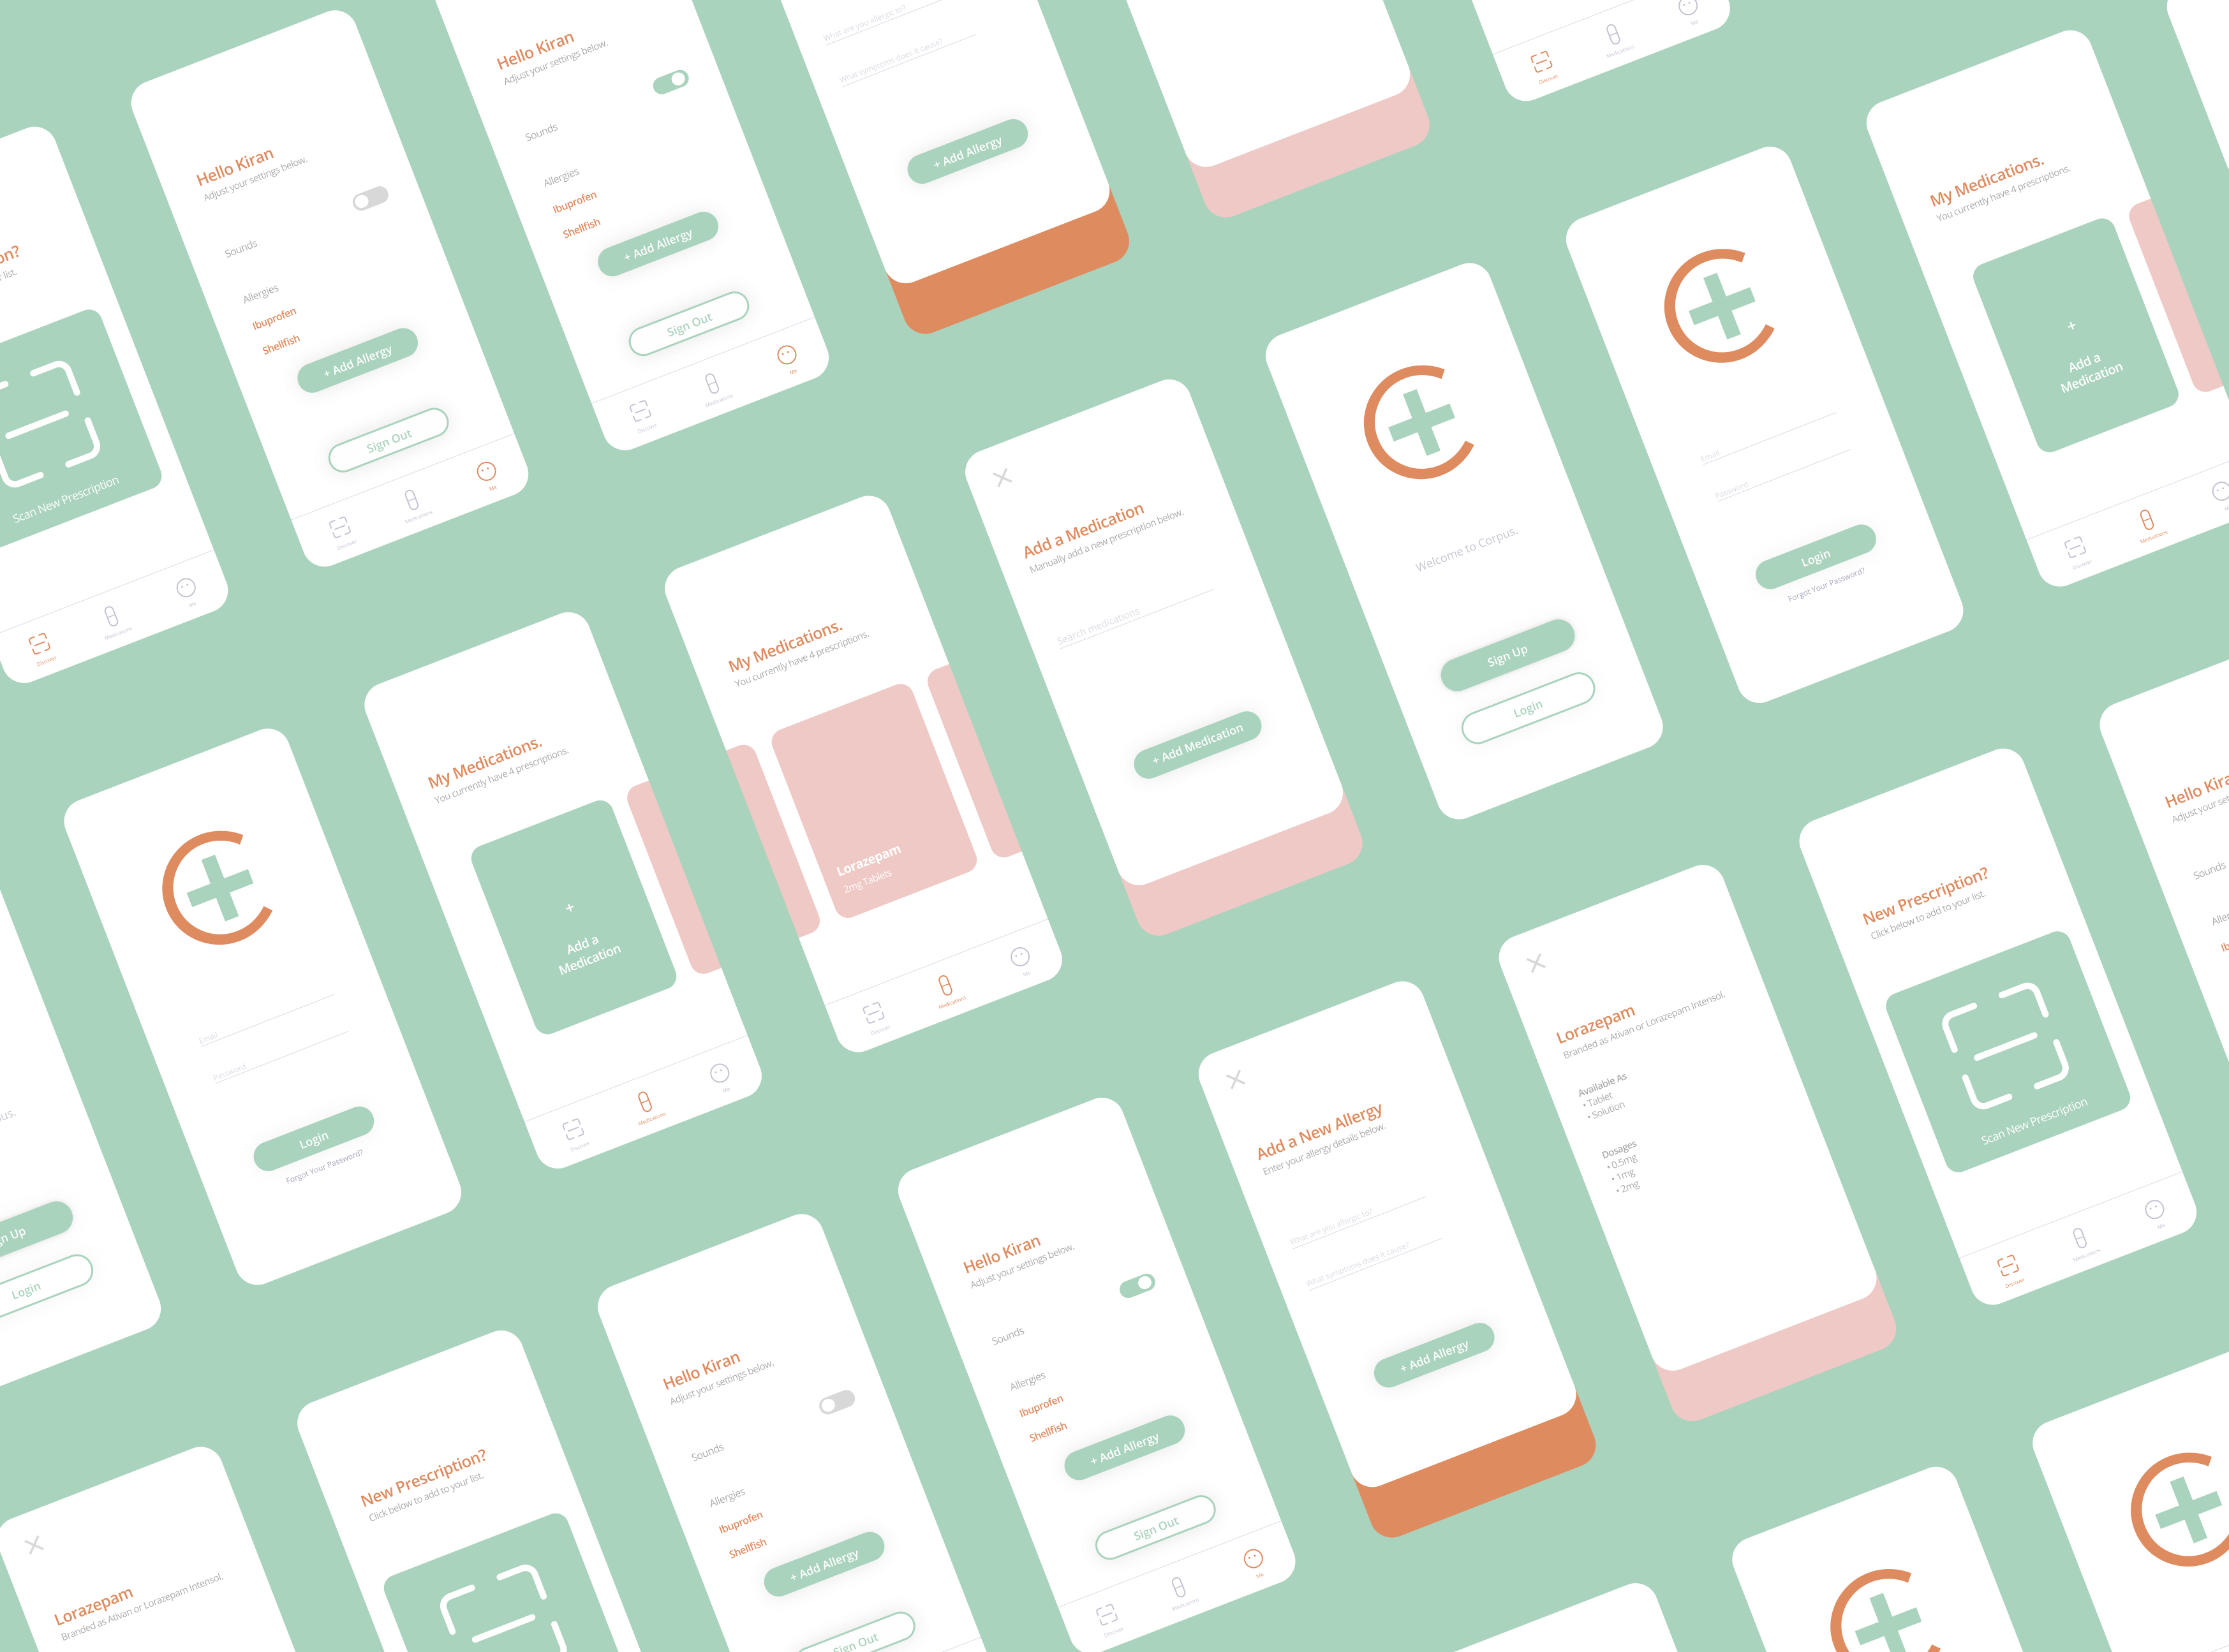 on?
list.
Scan New Prescription
Discover
Medications
Me
Hello Kiran
Adjust your settings below.
Sounds
Allergies
Ibuprofen
Shellfish
+ Add Allergy
Sign Out
Discover
Medications
Me
Hello Kiran
Adjust your settings below.
Sounds
Allergies
Ibuprofen
Shellfish
+ Add Allergy
Sign Out
Discover
Medications
Me
What are you allergic to?
What symptoms does it cause?
+ Add Allergy
Discover
Medications
Me
us.
n Up
Login
Email
Password
Login
Forgot Your Password?
My Medications.
You currently have 4 prescriptions.
+
Add a
Medication
Discover
Medications
Me
My Medications.
You currently have 4 prescriptions.
Lorazepam
2mg Tablets
Discover
Medications
Me
Add a Medication
Manually add a new prescription below.
Search medications
+ Add Medication
Welcome to Corpus.
Sign Up
Login
Email
Password
Login
Forgot Your Password?
My Medications.
You currently have 4 prescriptions.
+
Add a
Medication
Discover
Medications
Lorazepam
Branded as Ativan or Lorazepam Intensol.
New Prescription?
Click below to add to your list.
Hello Kiran
Adjust your settings below.
Sounds
Allergies
Ibuprofen
Shellfish
+ Add Allergy
Sign Out
Hello Kiran
Adjust your settings below.
Sounds
Allergies
Ibuprofen
Shellfish
+ Add Allergy
Sign Out
Discover
Medications
Me
Add a New Allergy
Enter your allergy details below.
What are you allergic to?
What symptoms does it cause?
+ Add Allergy
Lorazepam
Branded as Ativan or Lorazepam Intensol.
Available As
• Tablet
• Solution
Dosages
• 0.5mg
• 1mg
• 2mg
New Prescription?
Click below to add to your list.
Scan New Prescription
Discover
Medications
Me
Hello Kira
Adjust your set
Sounds
Aller
Ib